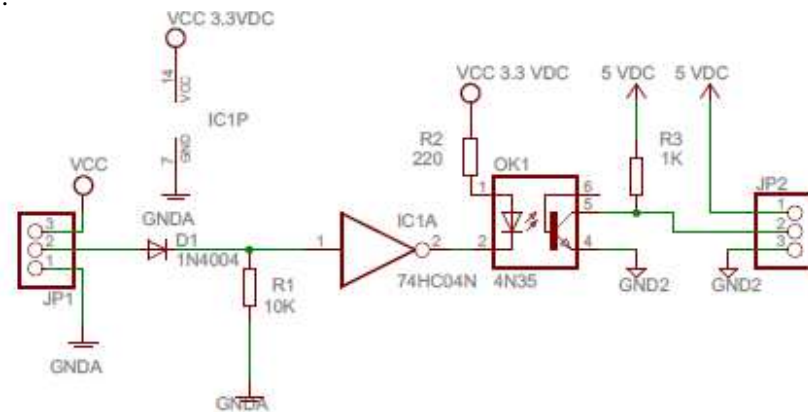 .
VCC 3.3VDC
14
VCC
IC1P
7
GND
GNDA
VCC 3.3 VDC
5 VDC
5 VDC
R2
220
OK1
R3
1K
JP2
VCC
3
2
1
JP1
D1
1N4004
GNDA
R1
10K
GNDA
1
IC1A
2
74HC04N
1
2
6
5
4
4N35
GND2
1
2
3
GND2